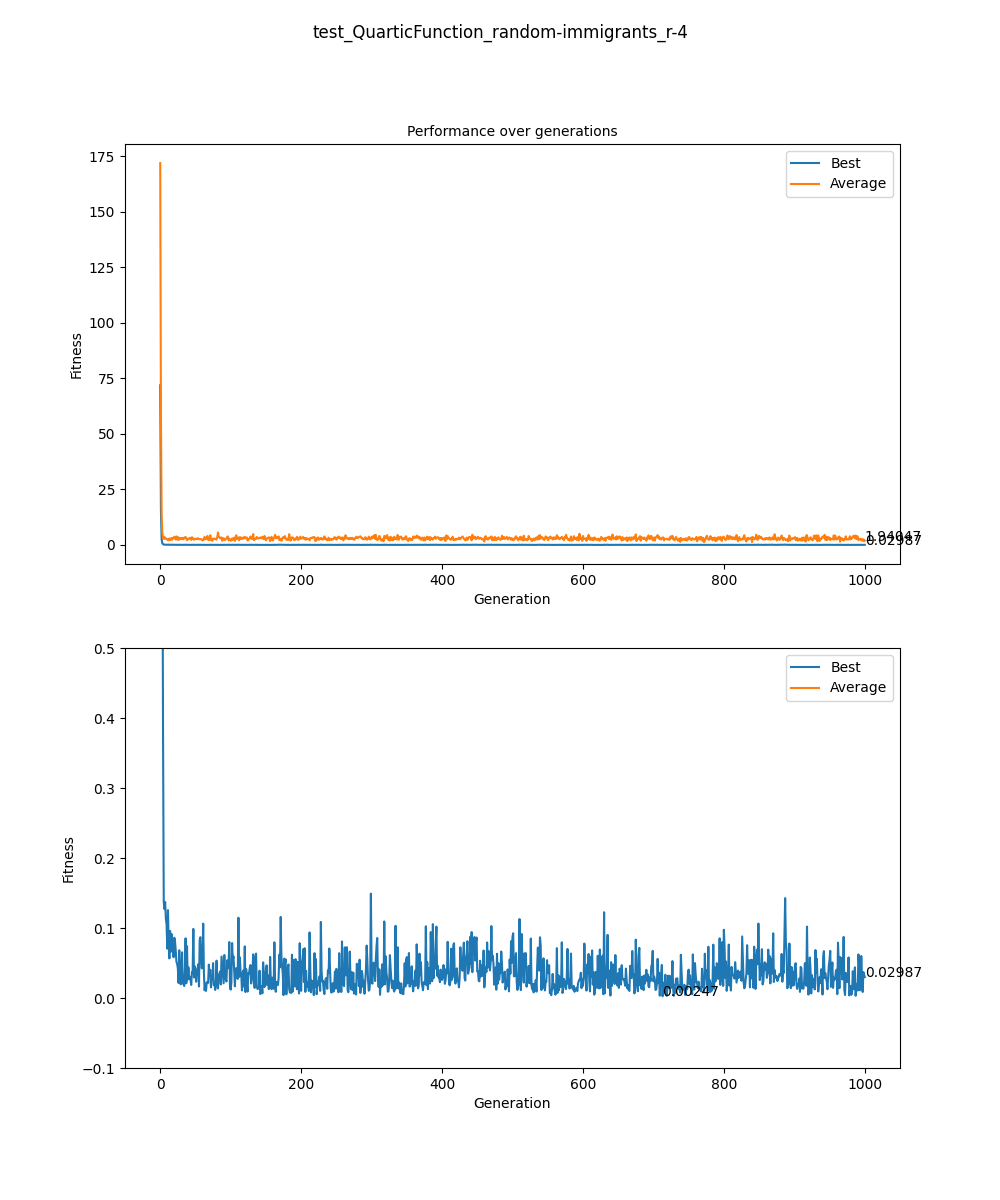 test_QuarticFunction_random-immigrants_r-4
Performance over generations
175
150
125
100
75
50
25
0
Fitness
Best
Average
1.94047
0.02987
0 200 400 600 800 1000
Generation
0.5
0.4
0.3
0.2
0.1
0.0
−0.1
Fitness
Best
Average
0.02987
0.00247
0 200 400 600 800 1000
Generation